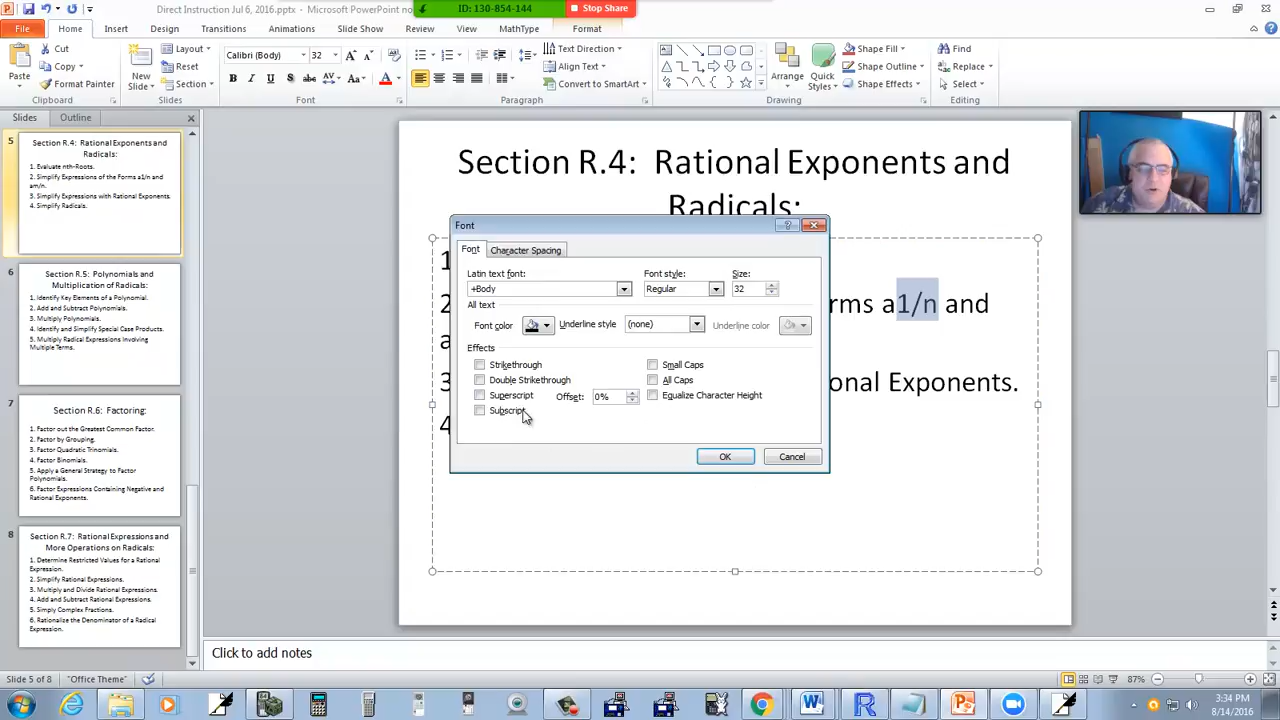 Direct Instruction Jul 6, 2016.pptx - Microsoft PowerPoint no
ID: 130-854-144
Stop Share
File Home Insert Design Transitions Animations Slide Show Review View MathType Format
Paste Cut Copy Format Painter
Clipboard
New Slide Layout Reset Section
Slides
Calibri (Body) 32
B I U S abc AV Aa A
Font
Text Direction
Align Text
Convert to SmartArt
Paragraph
Arrange Quick Styles
Shape Fill
Shape Outline
Shape Effects
Drawing
Find
Replace
Select
Editing
Slides Outline
5
Section R.4: Rational Exponents and
Radicals:
1. Evaluate nth-Roots.
2. Simplify Expressions of the Forms a1/n and
am/n.
3. Simplify Expressions with Rational Exponents.
4. Simplify Radicals.
6
Section R.5: Polynomials and
Multiplication of Radicals:
1. Identify Key Elements of a Polynomial.
2. Add and Subtract Polynomials.
3. Multiply Polynomials.
4. Identify and Simplify Special Case Products.
5. Multiply Radical Expressions Involving
Multiple Terms.
7
Section R.6: Factoring:
1. Factor out the Greatest Common Factor.
2. Factor by Grouping.
3. Factor Quadratic Trinomials.
4. Factor Binomials.
5. Apply a General Strategy to Factor
Polynomials.
6. Factor Expressions Containing Negative and
Rational Exponents.
8
Section R.7: Rational Expressions and
More Operations on Radicals:
1. Determine Restricted Values for a Rational
Expression.
2. Simplify Rational Expressions.
3. Multiply and Divide Rational Expressions.
4. Add and Subtract Rational Expressions.
5. Simply Complex Fractions.
6. Rationalize the Denominator of a Radical
Expression.
Section R.4: Rational Exponents and
Radicals:
1
2 rms a1/n and
a
3 onal Exponents.
4
Font
Font Character Spacing
Latin text font: Font style: Size:
+Body Regular 32
All text
Font color Underline style (none) Underline color
Effects
Strikethrough Small Caps
Double Strikethrough All Caps
Superscript Offset: 0% Equalize Character Height
Subscript
OK Cancel
Click to add notes
Slide 5 of 8 "Office Theme" 87%
3:34 PM
8/14/2016